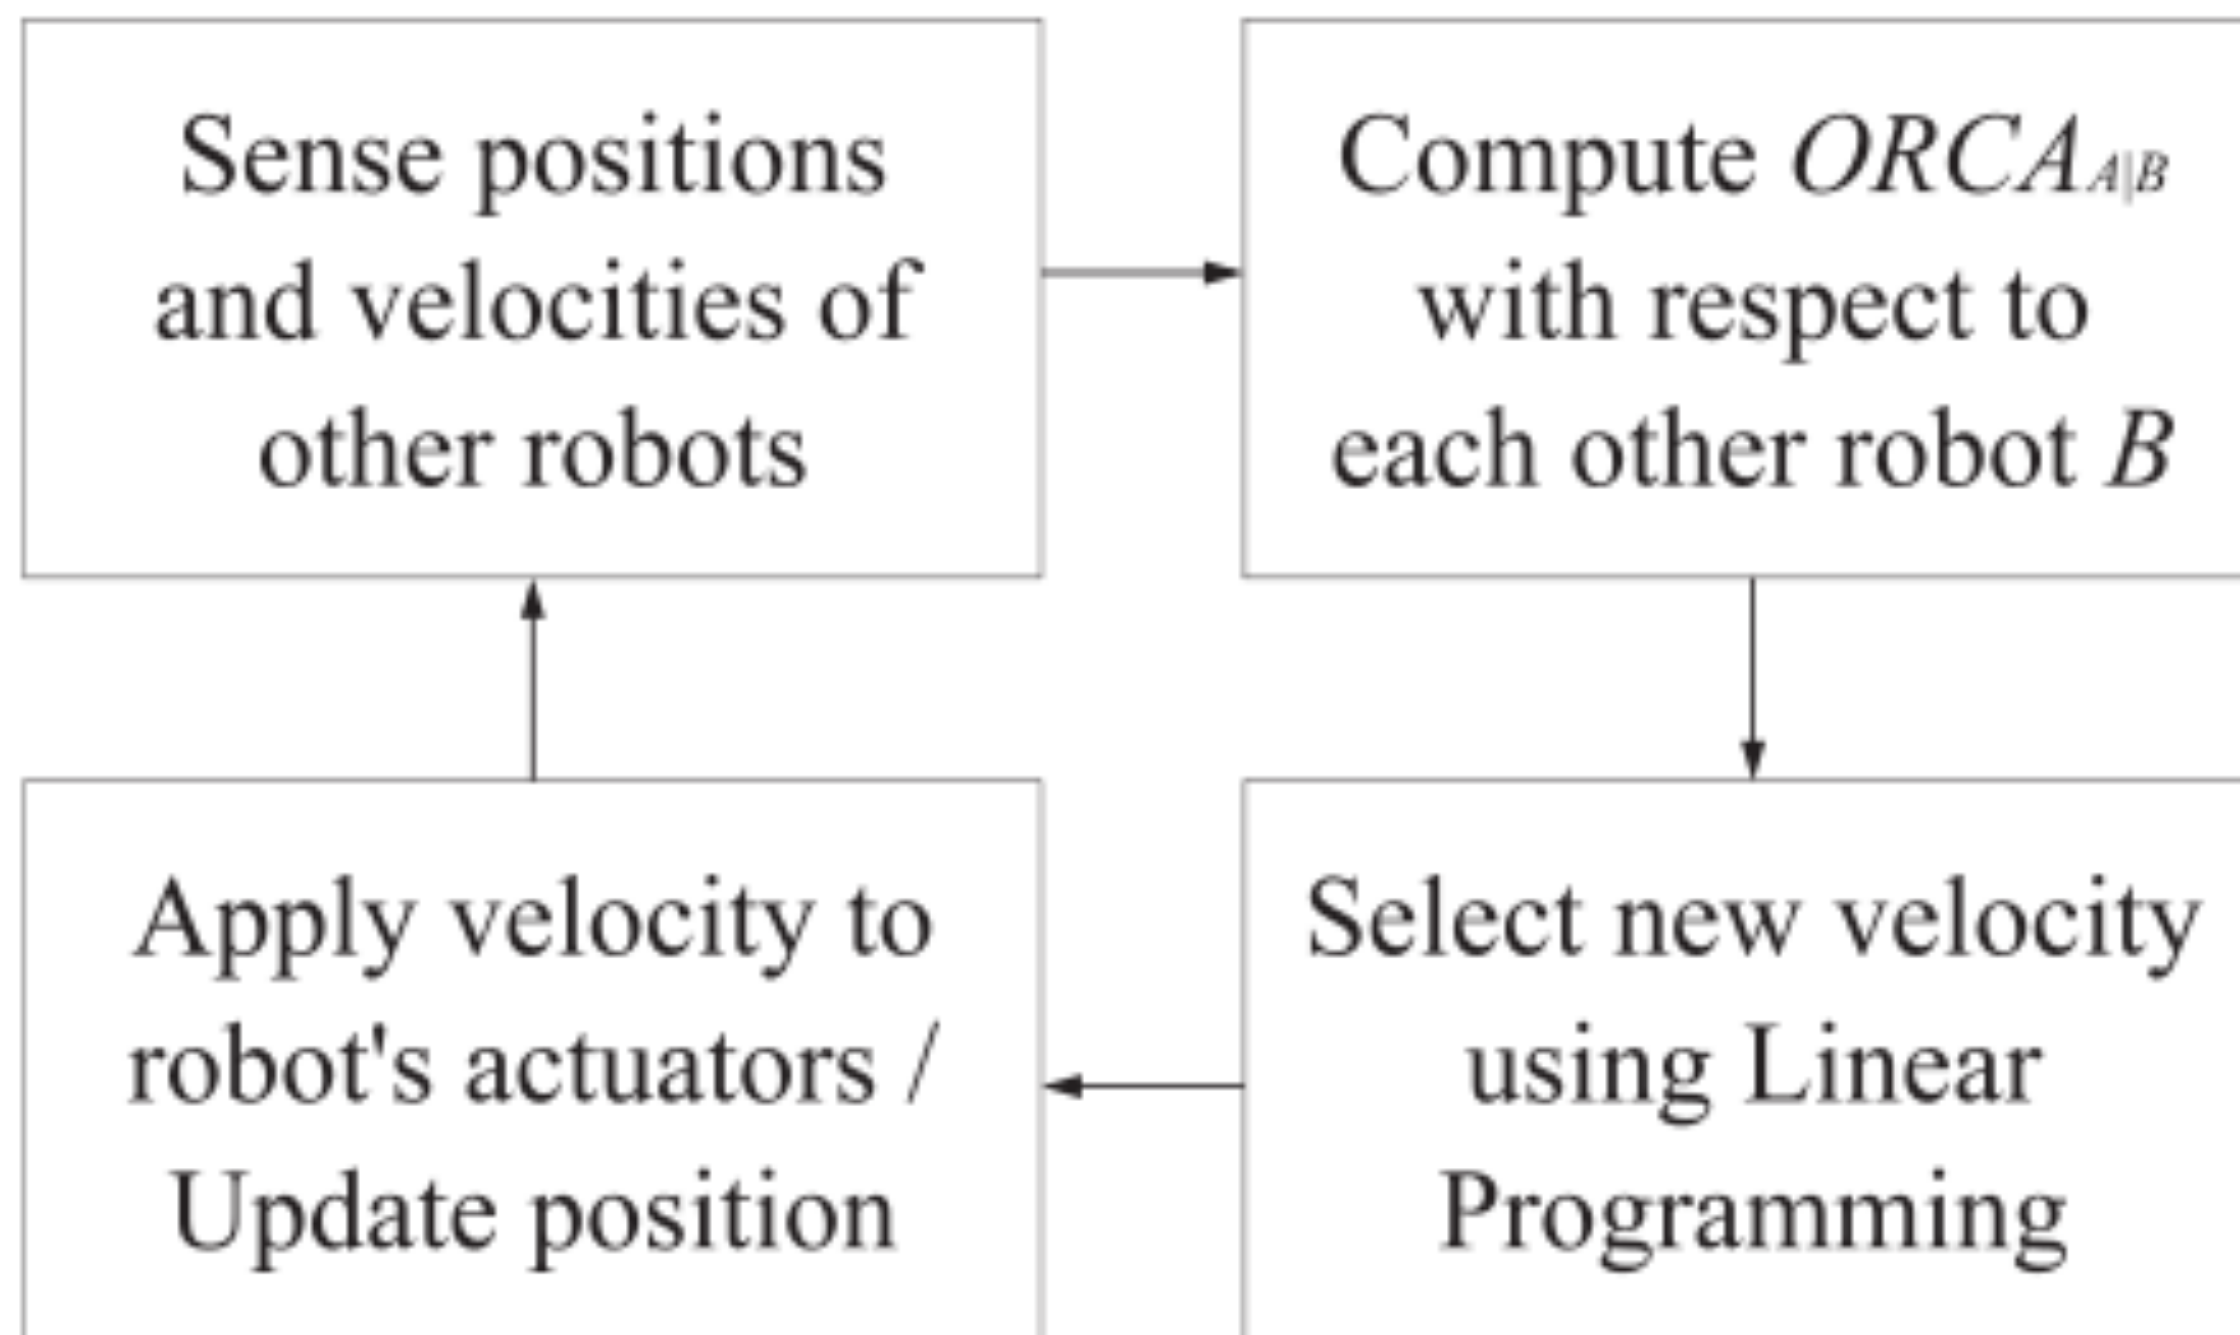 Sense positions
and velocities of
other robots
Compute ORCA A|B
with respect to
each other robot B
Select new velocity
using Linear
Programming
Apply velocity to
robot's actuators /
Update position